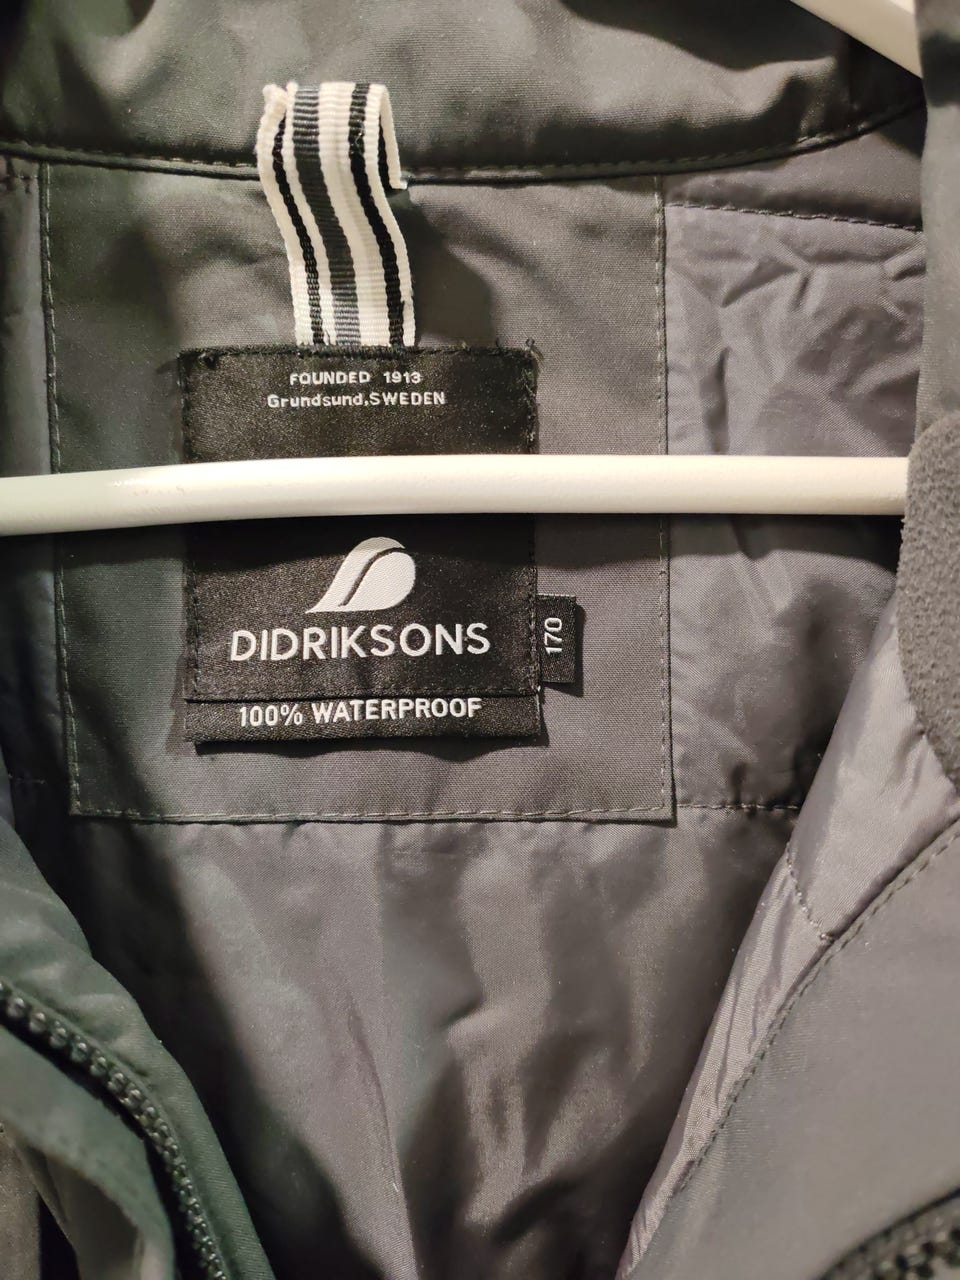 FOUNDED 1913
Grundsund,SWEDEN
DIDRIKSONS
170
100% WATERPROOF